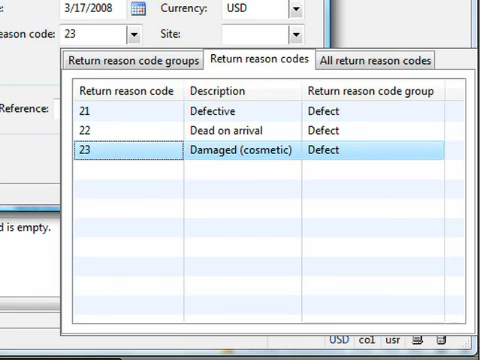 e: 3/17/2008 Currency: USD
eason code: 23 Site:
Return reason code groups Return reason codes All return reason codes
Return reason code Description Return reason code group
21 Defective Defect
22 Dead on arrival Defect
23 Damaged (cosmetic) Defect
Reference:
d is empty.
USD co1 usr